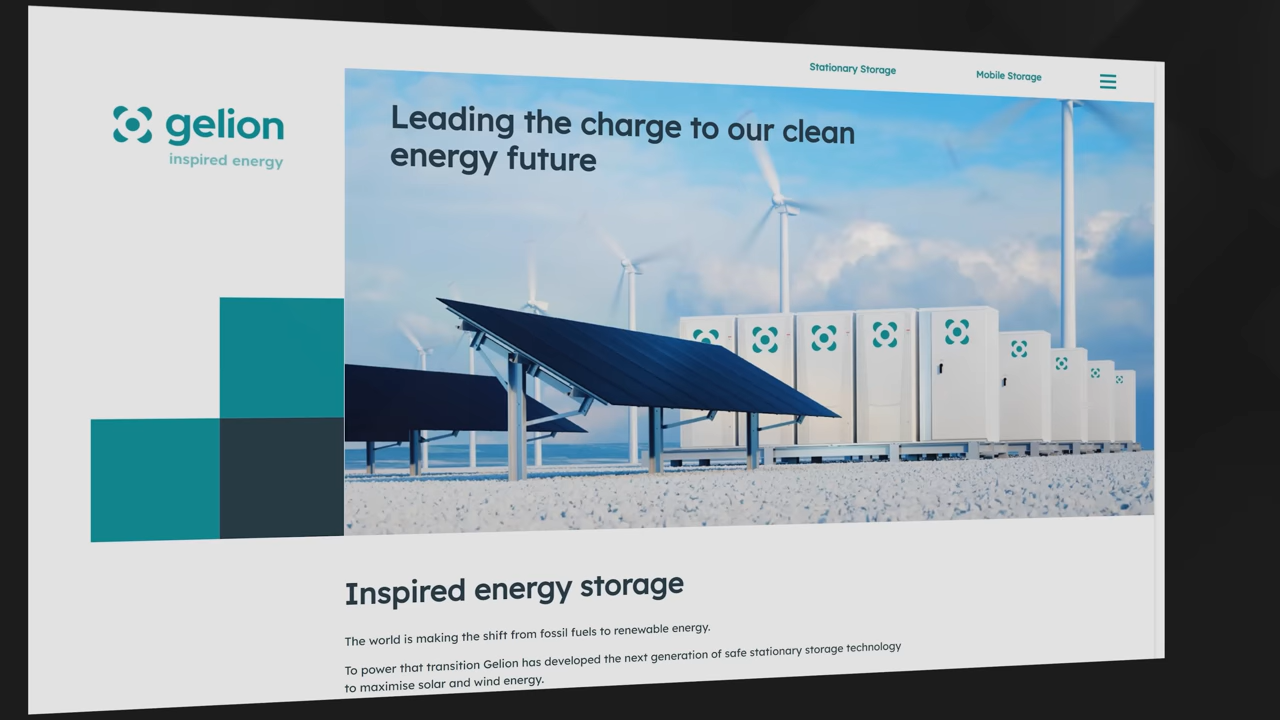 gelion
inspired energy
Stationary Storage
Mobile Storage
Leading the charge to our clean
energy future
Inspired energy storage
The world is making the shift from fossil fuels to renewable energy.
To power that transition Gelion has developed the next generation of safe stationary storage technology
to maximise solar and wind energy.